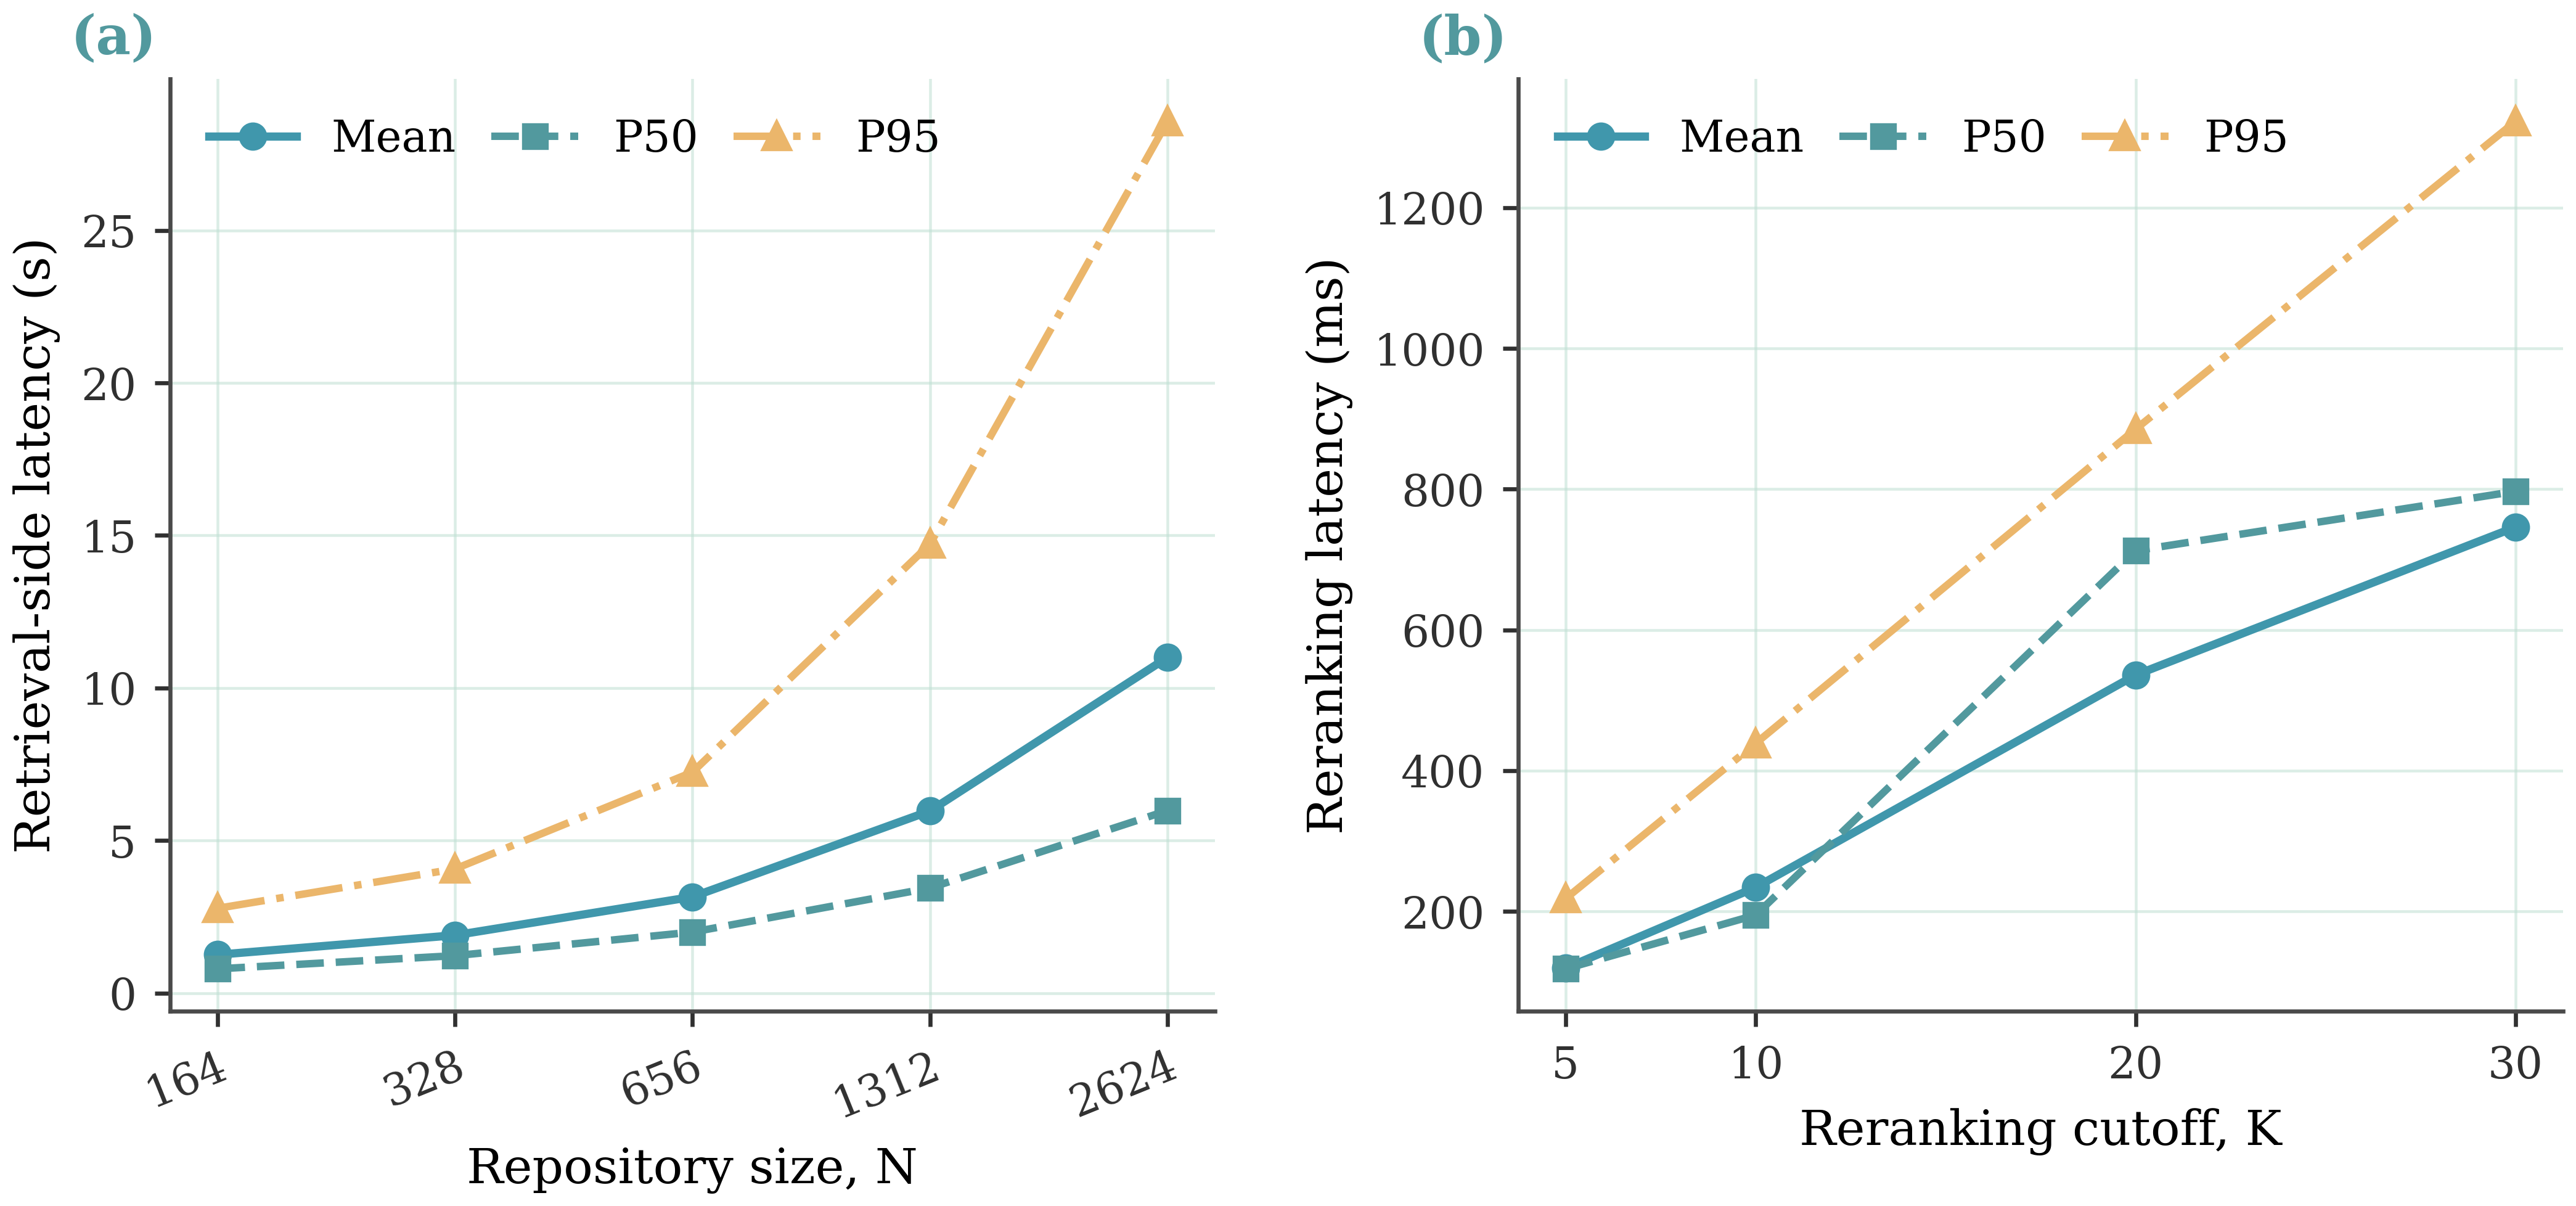 (a)
Mean P50 P95
25
20
15
10
5
0
Retrieval-side latency (s)
164 328 656 1312 2624
Repository size, N
(b)
Mean P50 P95
1200
1000
800
600
400
200
Reranking latency (ms)
5 10 20 30
Reranking cutoff, K